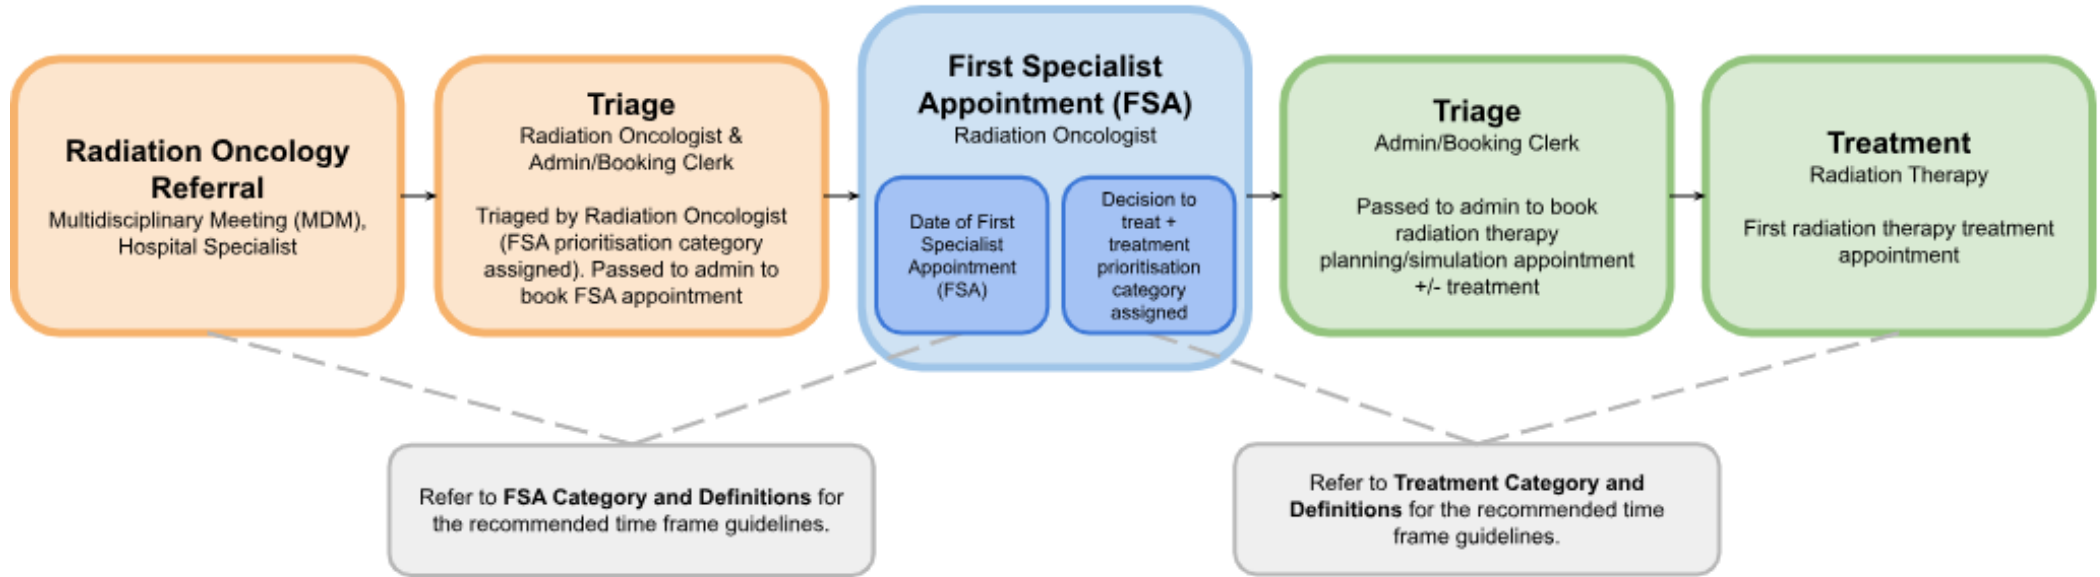 Radiation Oncology
Referral
Multidisciplinary Meeting (MDM),
Hospital Specialist
Triage
Radiation Oncologist &
Admin/Booking Clerk
Triaged by Radiation Oncologist
(FSA prioritisation category
assigned). Passed to admin to
book FSA appointment
First Specialist
Appointment (FSA)
Radiation Oncologist
Date of First
Specialist
Appointment
(FSA)
Decision to
treat +
treatment
prioritisation
category
assigned
Triage
Admin/Booking Clerk
Passed to admin to book
radiation therapy
planning/simulation appointment
+/- treatment
Treatment
Radiation Therapy
First radiation therapy treatment
appointment
Refer to FSA Category and Definitions for
the recommended time frame guidelines.
Refer to Treatment Category and
Definitions for the recommended time
frame guidelines.